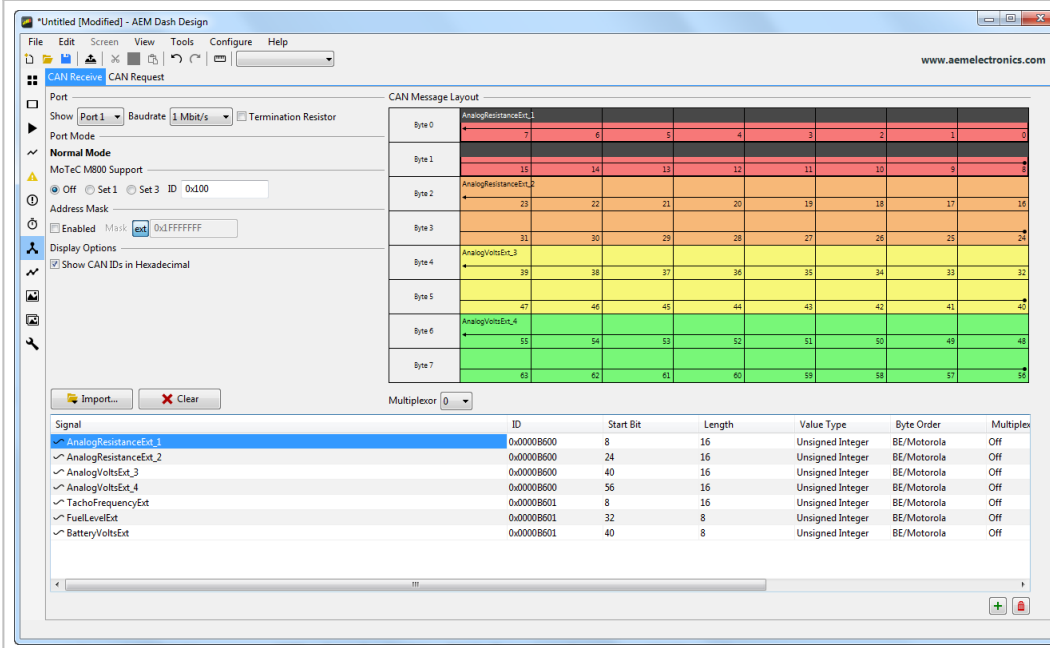 *Untitled [Modified] - AEM Dash Design
File Edit Screen View Tools Configure Help
www.aemelectronics.com
CAN Receive CAN Request
Port
Show Port 1 Baudrate 1 Mbit/s Termination Resistor
Port Mode
Normal Mode
MoTeC M800 Support
Off Set 1 Set 3 ID 0x100
Address Mask
Enabled Mask ext 0x1FFFFFFF
Display Options
Show CAN IDs in Hexadecimal
Import... Clear
CAN Message Layout
Byte 0 AnalogResistanceExt_1
7 6 5 4 3 2 1 0
Byte 1
15 14 13 12 11 10 9 8
Byte 2 AnalogResistanceExt_2
23 22 21 20 19 18 17 16
Byte 3
31 30 29 28 27 26 25 24
Byte 4 AnalogVoltsExt_3
39 38 37 36 35 34 33 32
Byte 5
47 46 45 44 43 42 41 40
Byte 6 AnalogVoltsExt_4
55 54 53 52 51 50 49 48
Byte 7
63 62 61 60 59 58 57 56
Multiplexor 0
Signal ID Start Bit Length Value Type Byte Order Multiplex
AnalogResistanceExt_1 0x0000B600 8 16 Unsigned Integer BE/Motorola Off
AnalogResistanceExt_2 0x0000B600 24 16 Unsigned Integer BE/Motorola Off
AnalogVoltsExt_3 0x0000B600 40 16 Unsigned Integer BE/Motorola Off
AnalogVoltsExt_4 0x0000B600 56 16 Unsigned Integer BE/Motorola Off
TachoFrequencyExt 0x0000B601 8 16 Unsigned Integer BE/Motorola Off
FuelLevelExt 0x0000B601 32 8 Unsigned Integer BE/Motorola Off
BatteryVoltsExt 0x0000B601 40 8 Unsigned Integer BE/Motorola Off